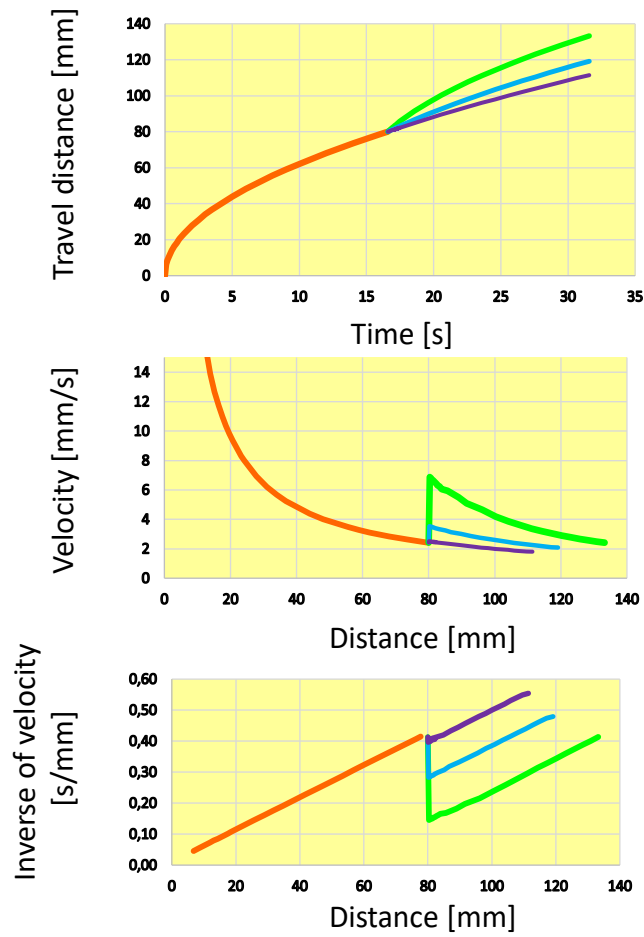 Travel distance [mm]
140
120
100
80
60
40
20
0
0 5 10 15 20 25 30 35
Time [s]
Velocity [mm/s]
14
12
10
8
6
4
2
0
0 20 40 60 80 100 120 140
Distance [mm]
Inverse of velocity
[s/mm]
0,60
0,50
0,40
0,30
0,20
0,10
0,00
0 20 40 60 80 100 120 140
Distance [mm]